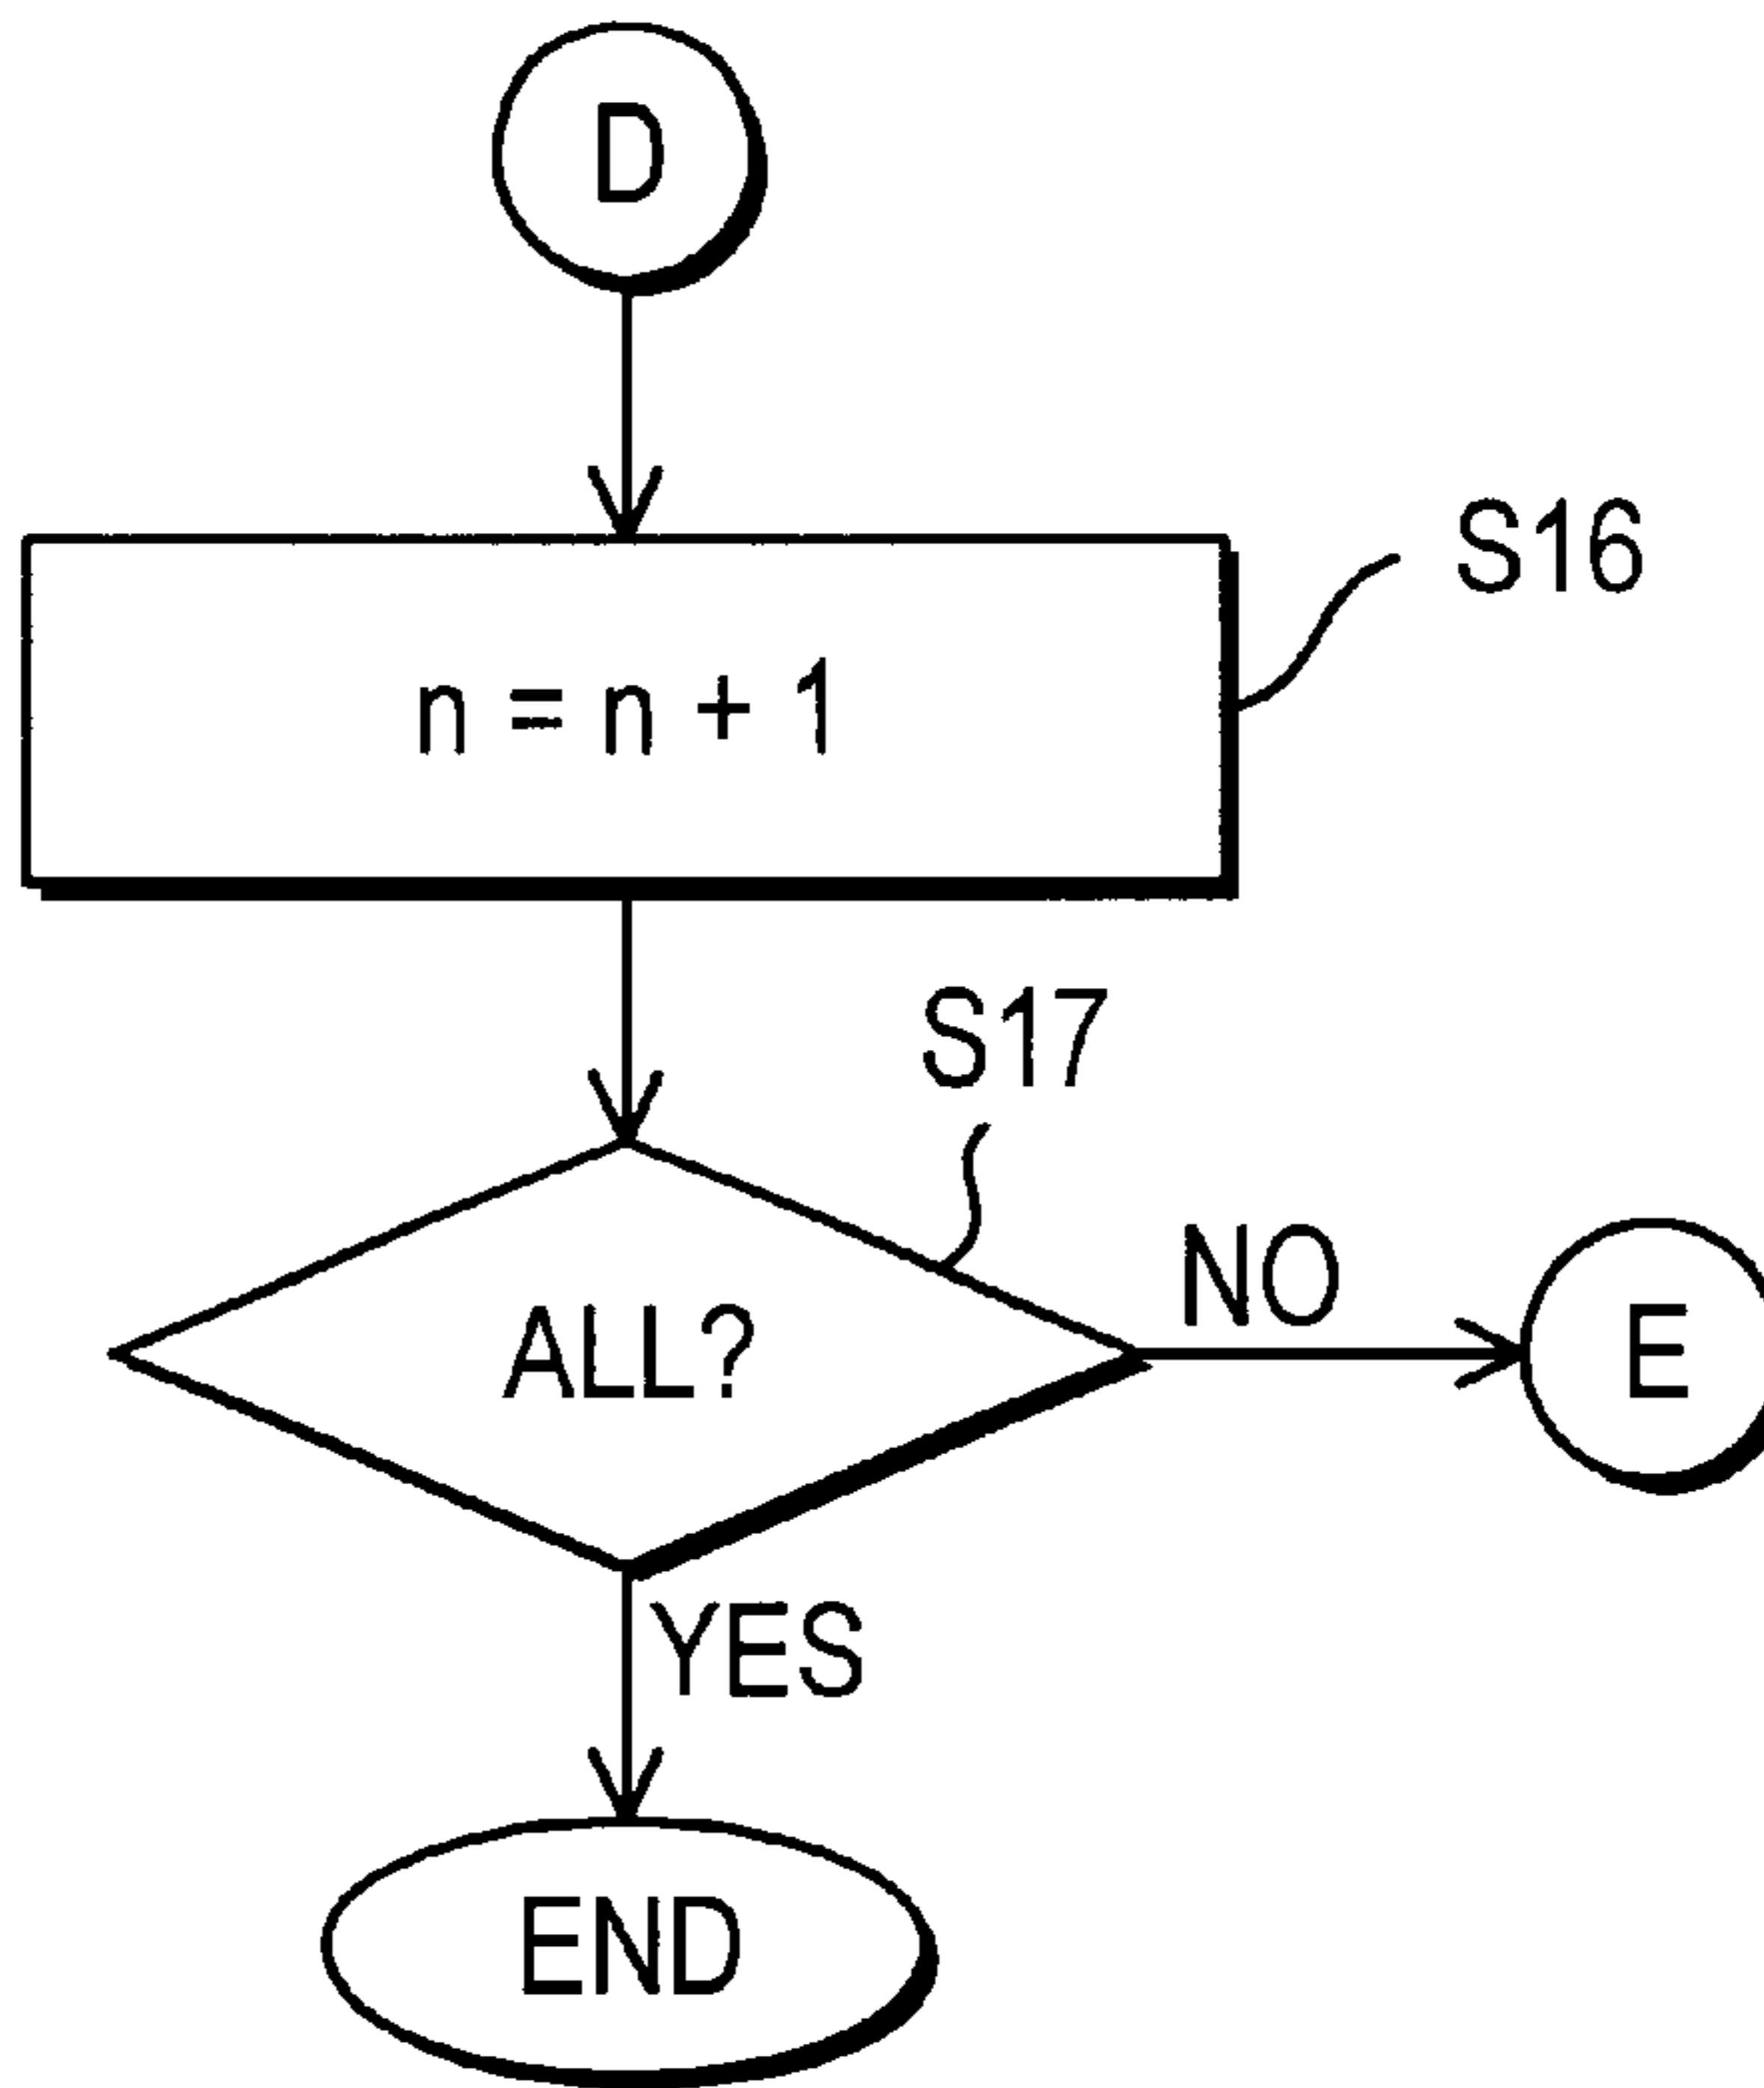 D
S16
n = n + 1
S17
NO
ALL?
E
YES
END